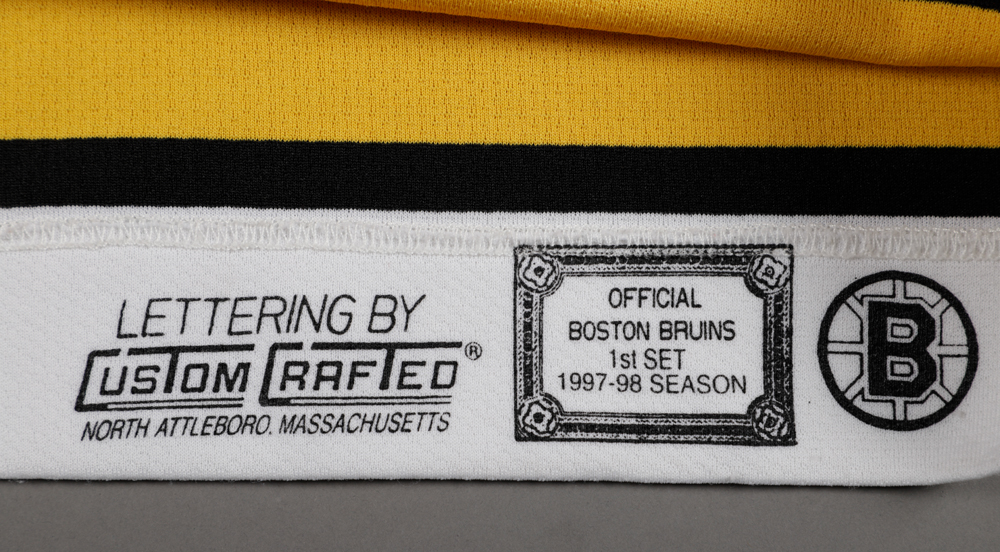 LETTERING BY
CUSTOM CRAFTED®
NORTH ATTLEBORO. MASSACHUSETTS
OFFICIAL
BOSTON BRUINS
1st SET
1997-98 SEASON
B